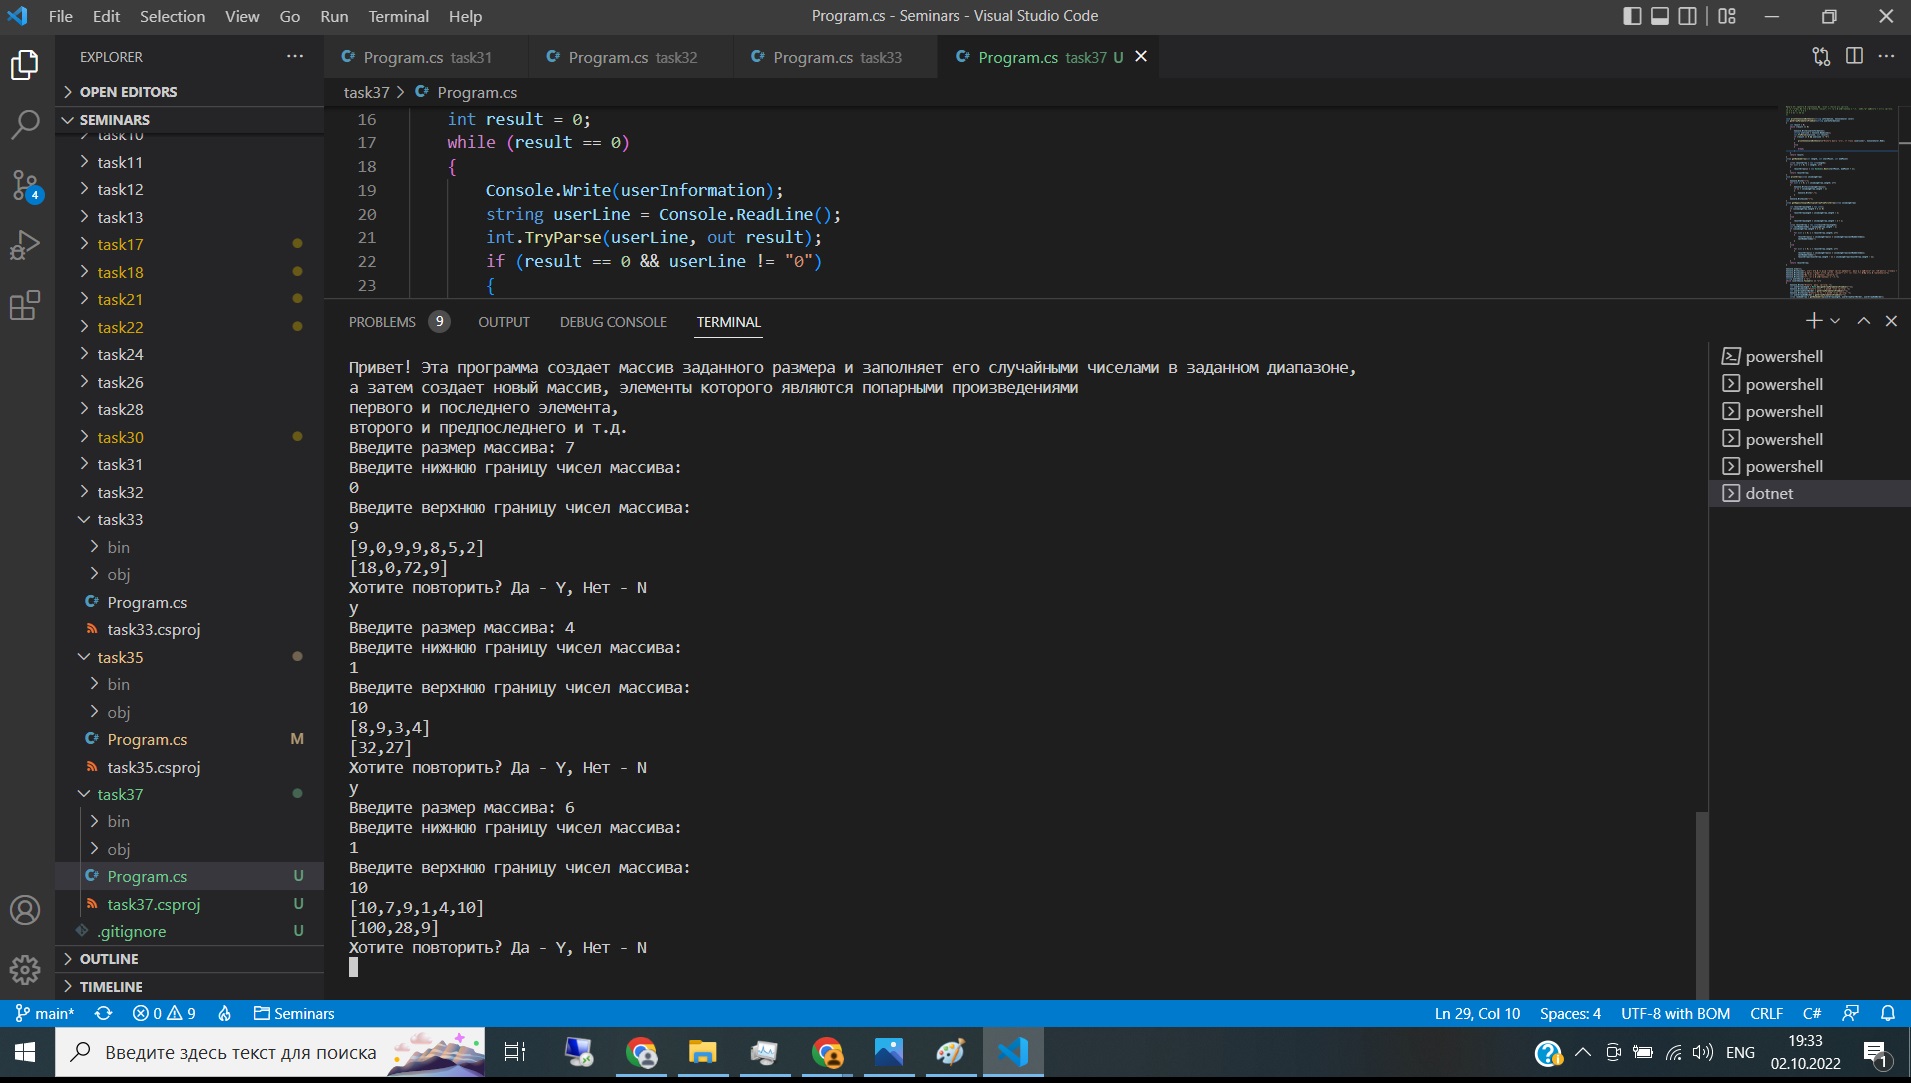 File Edit Selection View Go Run Terminal Help
Program.cs - Seminars - Visual Studio Code
EXPLORER
OPEN EDITORS
SEMINARS
task10
task11
task12
task13
task17
task18
task21
task22
task24
task26
task28
task30
task31
task32
task33
bin
obj
Program.cs
task33.csproj
task35
bin
obj
Program.cs M
task35.csproj
task37
bin
obj
Program.cs U
task37.csproj U
.gitignore U
OUTLINE
TIMELINE
4
Program.cs task31
Program.cs task32
Program.cs task33
Program.cs task37 U
task37 > Program.cs
16 int result = 0;
17 while (result == 0)
18 {
19 Console.Write(userInformation);
20 string userLine = Console.ReadLine();
21 int.TryParse(userLine, out result);
22 if (result == 0 && userLine != "0")
23 {
PROBLEMS 9 OUTPUT DEBUG CONSOLE TERMINAL
Привет! Эта программа создает массив заданного размера и заполняет его случайными числами в заданном диапазоне,
а затем создает новый массив, элементы которого являются попарными произведениями
первого и последнего элемента,
второго и предпоследнего и т.д.
Введите размер массива: 7
Введите нижнюю границу чисел массива:
0
Введите верхнюю границу чисел массива:
9
[9,0,9,9,8,5,2]
[18,0,72,9]
Хотите повторить? Да - Y, Нет - N
y
Введите размер массива: 4
Введите нижнюю границу чисел массива:
1
Введите верхнюю границу чисел массива:
10
[8,9,3,4]
[32,27]
Хотите повторить? Да - Y, Нет - N
y
Введите размер массива: 6
Введите нижнюю границу чисел массива:
1
Введите верхнюю границу чисел массива:
10
[10,7,9,1,4,10]
[100,28,9]
Хотите повторить? Да - Y, Нет - N
powershell
powershell
powershell
powershell
powershell
dotnet
main* 0 9 Seminars
Ln 29, Col 10 Spaces: 4 UTF-8 with BOM CRLF C#
Введите здесь текст для поиска
ENG
19:33
02.10.2022
1